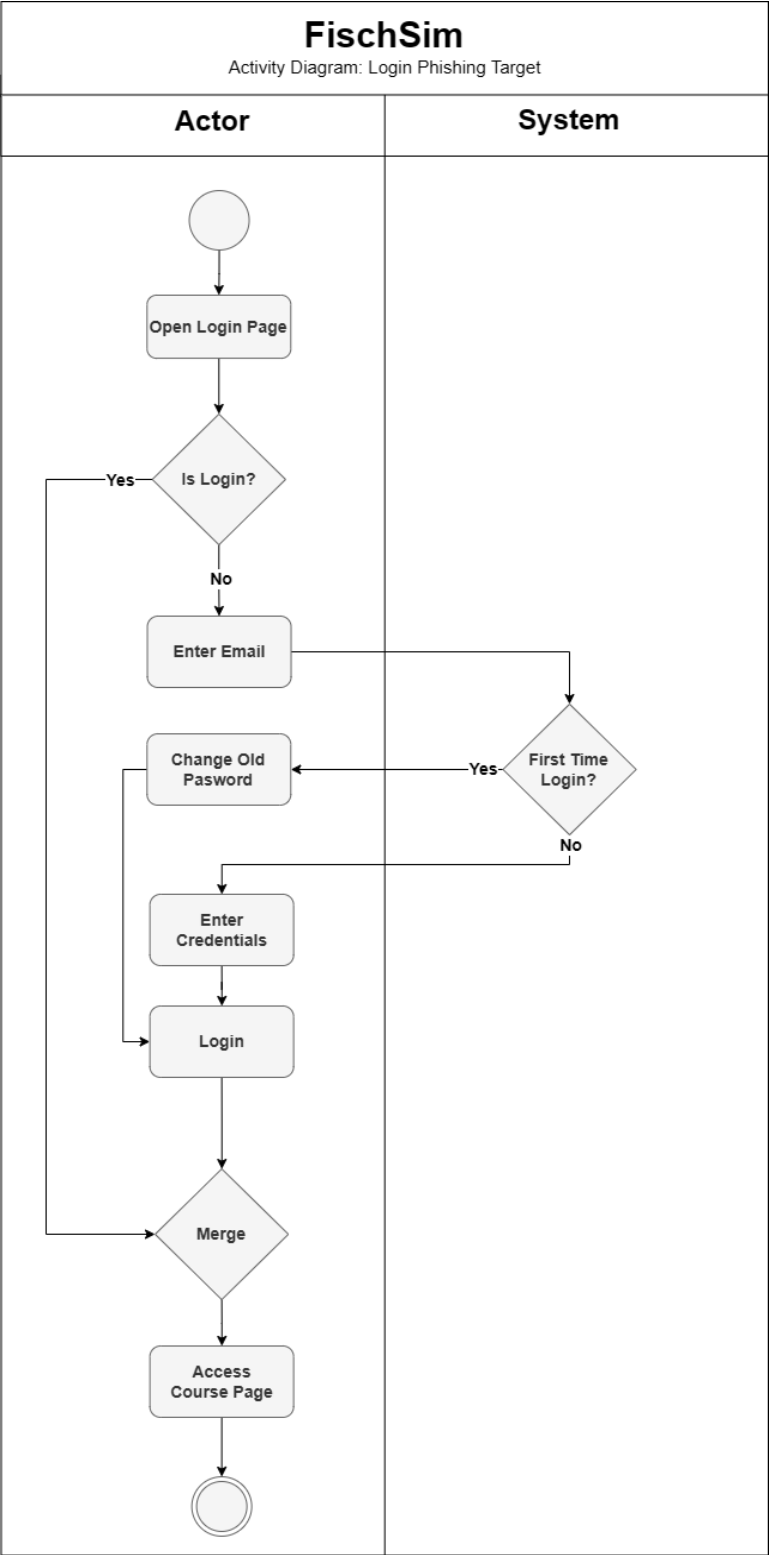 FischSim
Activity Diagram: Login Phishing Target
Actor
System
Open Login Page
Is Login?
Yes
No
Enter Email
First Time
Login?
Yes
Change Old
Pasword
No
Enter
Credentials
Login
Merge
Access
Course Page